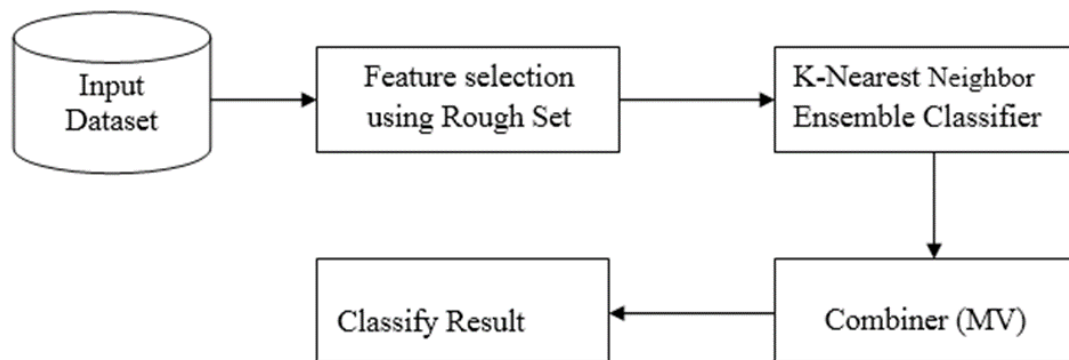 Input
Dataset
Feature selection
using Rough Set
K-Nearest Neighbor
Ensemble Classifier
Combiner (MV)
Classify Result